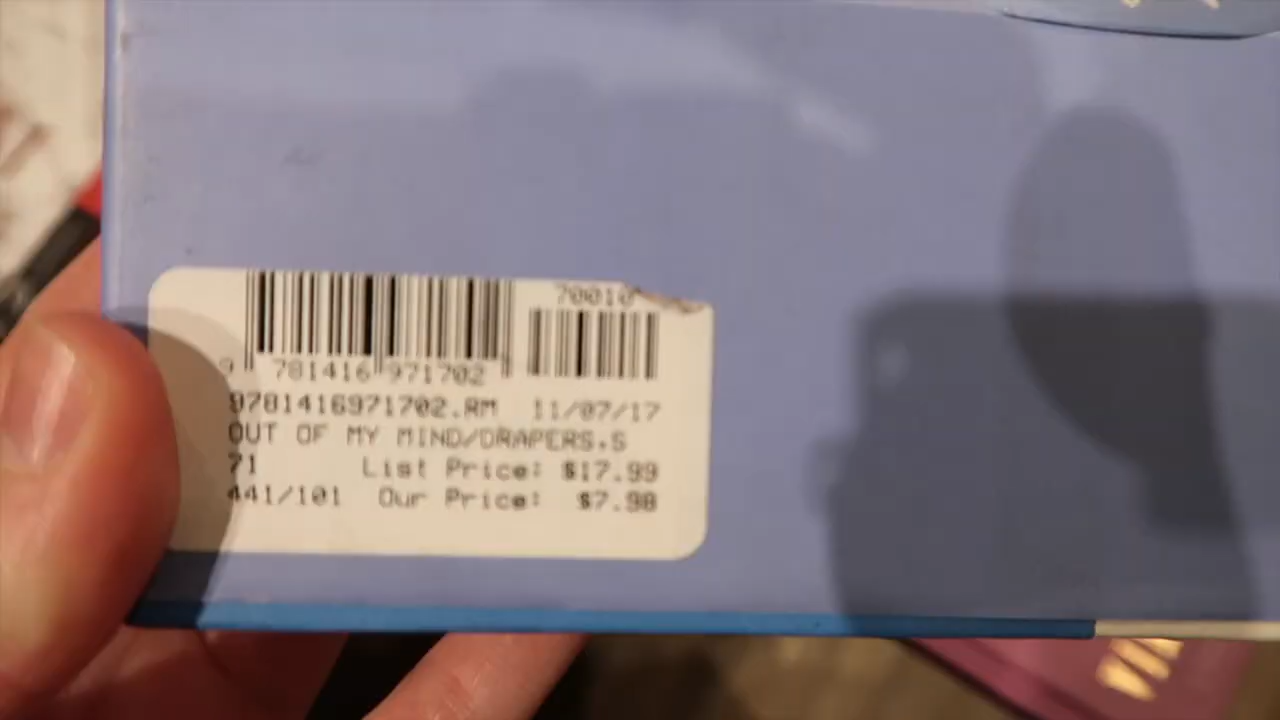 70010
9 781416 971702
9781416971702.RM 11/07/17
OUT OF MY MIND/DRAPERS.S
71 List Price: $17.99
441/101 Our Price: $7.98